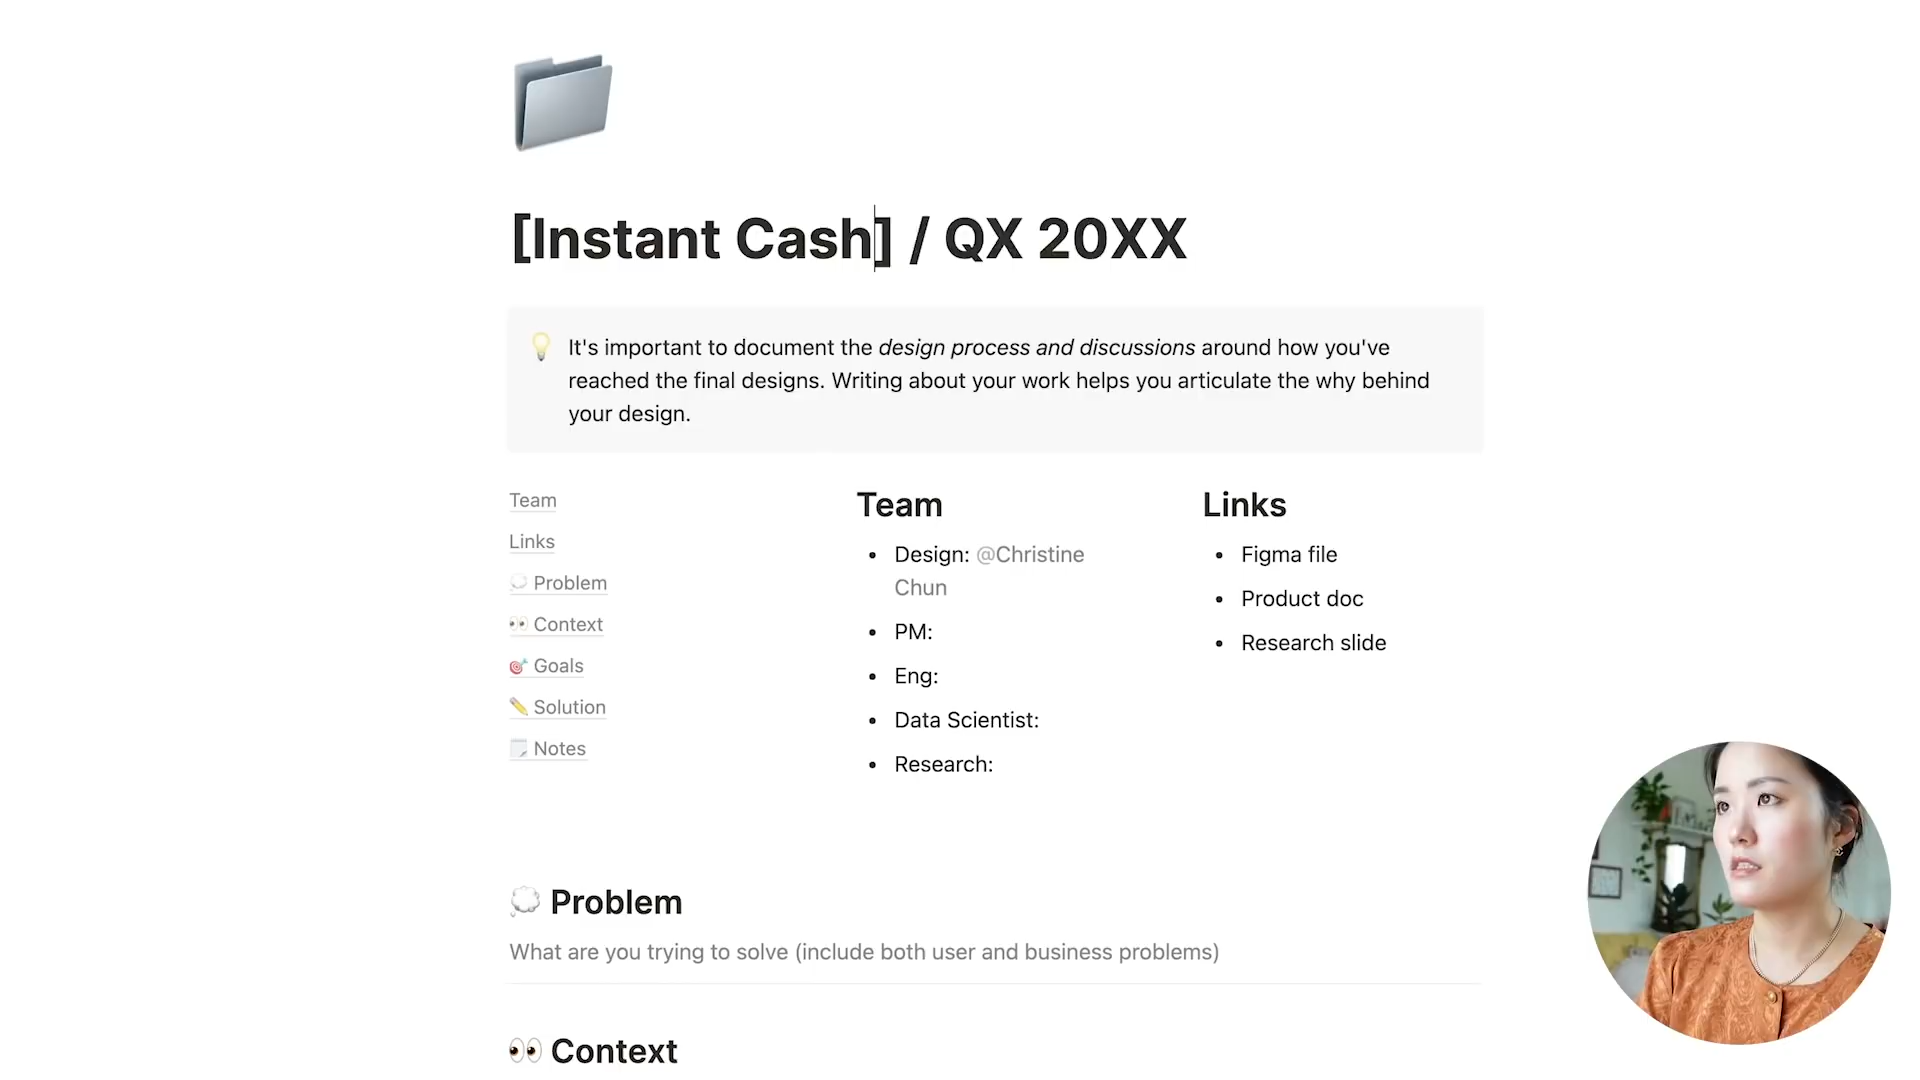 [Instant Cash] / QX 20XX
It's important to document the design process and discussions around how you've
reached the final designs. Writing about your work helps you articulate the why behind
your design.
Team
Links
Problem
Context
Goals
Solution
Notes
Team
• Design: @Christine
Chun
• PM:
• Eng:
• Data Scientist:
• Research:
Links
• Figma file
• Product doc
• Research slide
Problem
What are you trying to solve (include both user and business problems)
Context